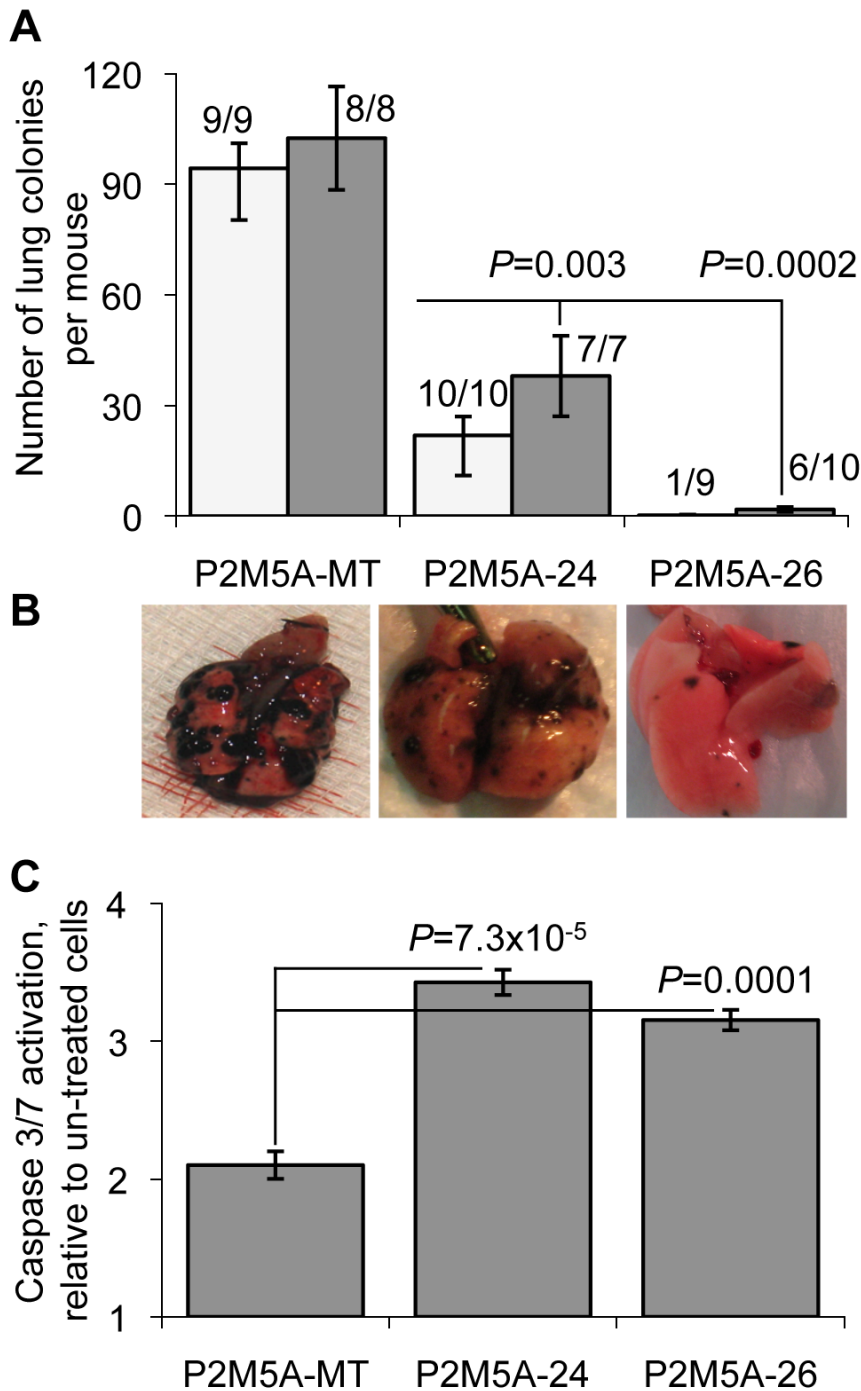 A
Number of lung colonies
per mouse
120
90
60
30
0
9/9
8/8
10/10
7/7
1/9
6/10
P=0.003
P=0.0002
P2M5A-MT
P2M5A-24
P2M5A-26
B
C
Caspase 3/7 activation,
relative to un-treated cells
4
3
2
1
P=7.3x10⁻⁵
P=0.0001
P2M5A-MT
P2M5A-24
P2M5A-26